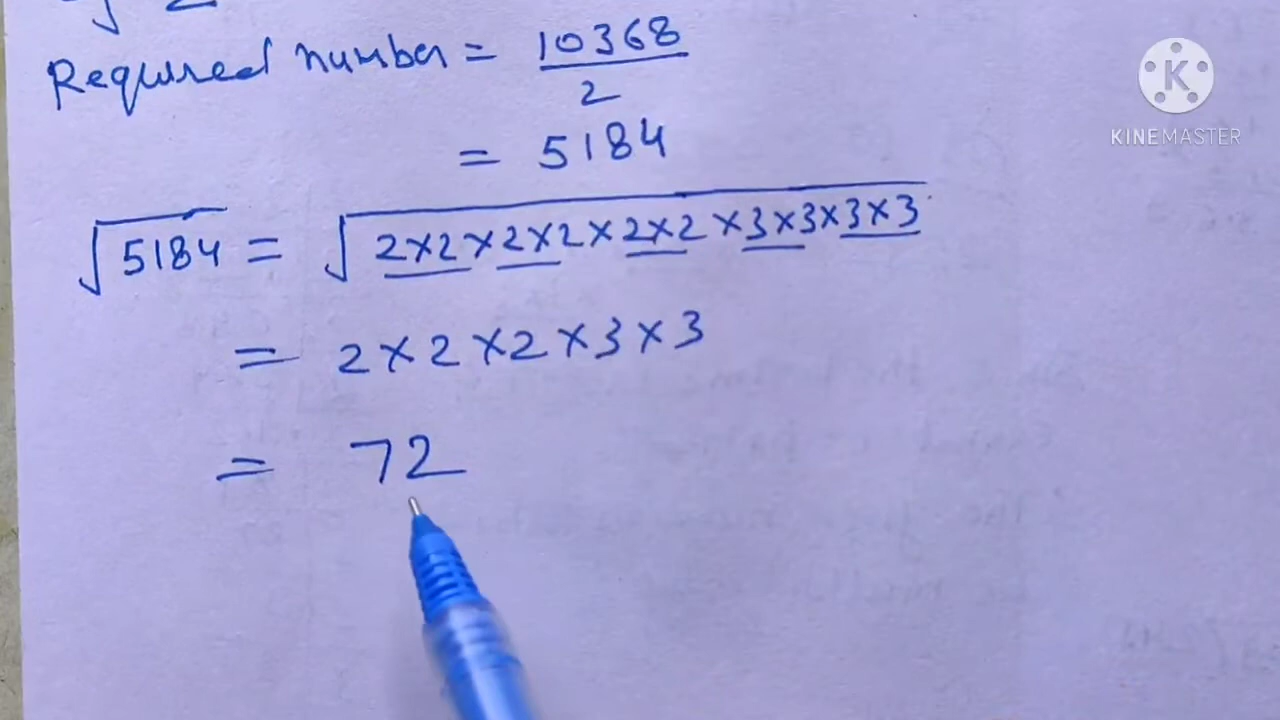 Required number = 10368/2
= 5184
√5184 = √2×2×2×2×2×2×3×3×3×3
= 2×2×2×3×3
= 72
KINEMASTER